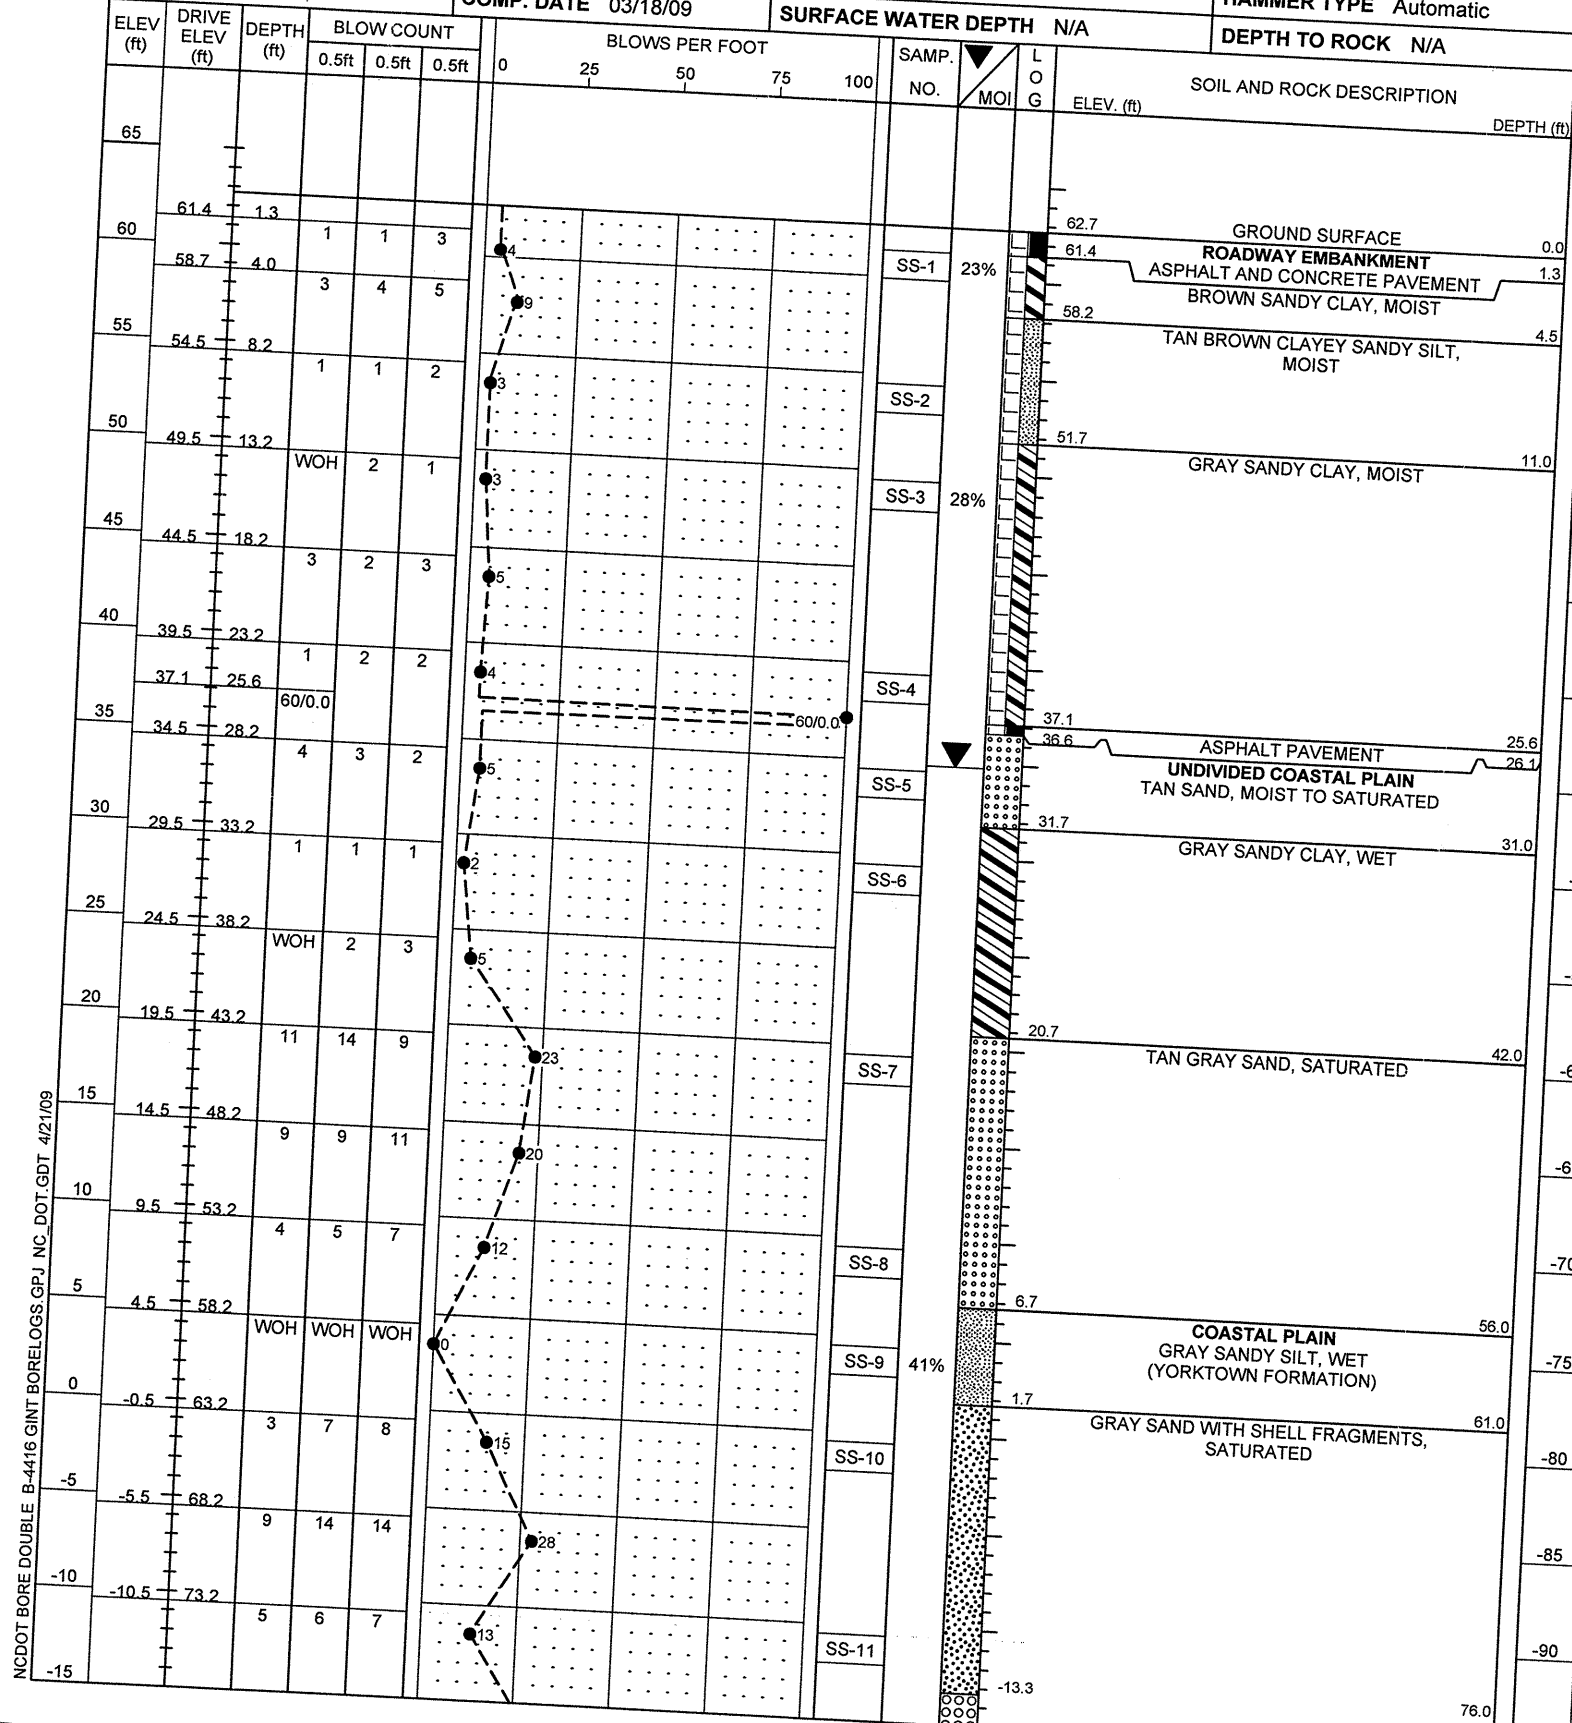 COMP. DATE 03/18/09
SURFACE WATER DEPTH N/A
HAMMER TYPE Automatic
DEPTH TO ROCK N/A
ELEV (ft)
DRIVE ELEV (ft)
DEPTH (ft)
BLOW COUNT
0.5ft 0.5ft 0.5ft
BLOWS PER FOOT
0 25 50 75 100
SAMP. NO.
MOI
LOG
SOIL AND ROCK DESCRIPTION
ELEV. (ft)
DEPTH (ft)
65
61.4 1.3
60
1 1 3
4
SS-1 23%
58.7 4.0
3 4 5
9
55
54.5 8.2
1 1 2
3
SS-2
50
49.5 13.2
WOH 2 1
3
SS-3 28%
45
44.5 18.2
3 2 3
5
40
39.5 23.2
1 2 2
4
SS-4
37.1 25.6
60/0.0
60/0.0
35
34.5 28.2
4 3 2
5
SS-5
30
29.5 33.2
1 1 1
2
SS-6
25
24.5 38.2
WOH 2 3
5
20
19.5 43.2
11 14 9
23
SS-7
15
14.5 48.2
9 9 11
20
10
9.5 53.2
4 5 7
12
SS-8
5
4.5 58.2
WOH WOH WOH
0
SS-9 41%
0
-0.5 63.2
3 7 8
15
SS-10
-5
-5.5 68.2
9 14 14
28
-10
-10.5 73.2
5 6 7
13
SS-11
-15
62.7 GROUND SURFACE 0.0
ROADWAY EMBANKMENT
61.4 ASPHALT AND CONCRETE PAVEMENT 1.3
BROWN SANDY CLAY, MOIST
58.2 4.5
TAN BROWN CLAYEY SANDY SILT,
MOIST
51.7 11.0
GRAY SANDY CLAY, MOIST
37.1 25.6
36.6 ASPHALT PAVEMENT 26.1
UNDIVIDED COASTAL PLAIN
TAN SAND, MOIST TO SATURATED
31.7 31.0
GRAY SANDY CLAY, WET
20.7 42.0
TAN GRAY SAND, SATURATED
6.7 56.0
COASTAL PLAIN
GRAY SANDY SILT, WET
(YORKTOWN FORMATION)
1.7 61.0
GRAY SAND WITH SHELL FRAGMENTS,
SATURATED
-13.3 76.0
-70
-75
-80
-85
-90
NCDOT BORE DOUBLE B-4416 GINT BORELOGS.GPJ NC_DOT.GDT 4/21/09